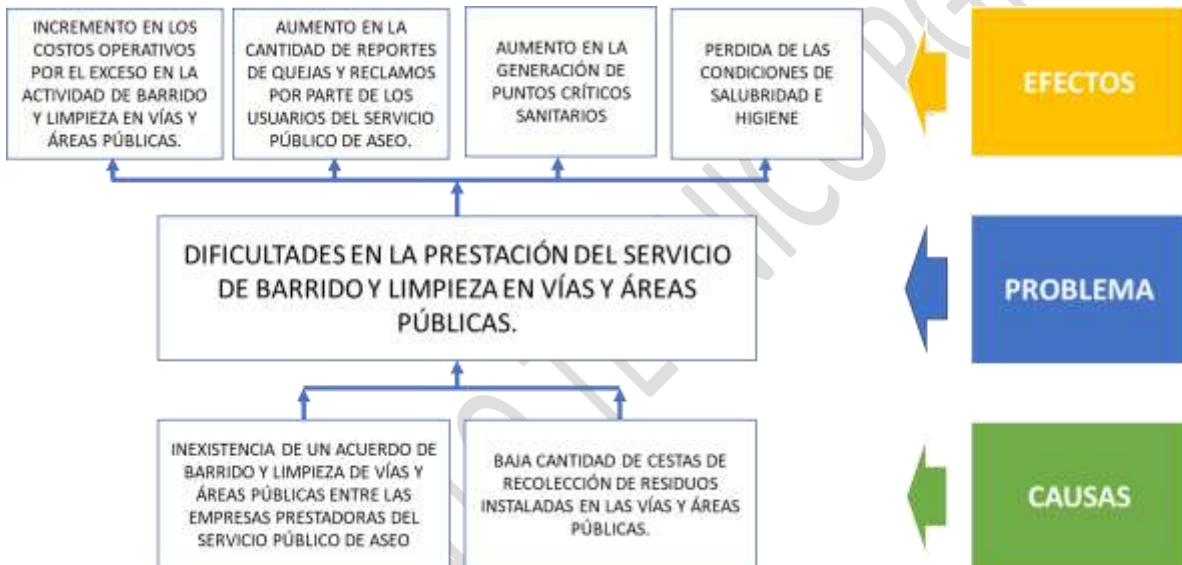 INCREMENTO EN LOS
COSTOS OPERATIVOS
POR EL EXCESO EN LA
ACTIVIDAD DE BARRIDO
Y LIMPIEZA EN VÍAS Y
ÁREAS PÚBLICAS.
AUMENTO EN LA
CANTIDAD DE REPORTES
DE QUEJAS Y RECLAMOS
POR PARTE DE LOS
USUARIOS DEL SERVICIO
PÚBLICO DE ASEO.
AUMENTO EN LA
GENERACIÓN DE
PUNTOS CRÍTICOS
SANITARIOS
PERDIDA DE LAS
CONDICIONES DE
SALUBRIDAD E
HIGIENE
EFECTOS
DIFICULTADES EN LA PRESTACIÓN DEL SERVICIO
DE BARRIDO Y LIMPIEZA EN VÍAS Y ÁREAS
PÚBLICAS.
PROBLEMA
INEXISTENCIA DE UN ACUERDO DE
BARRIDO Y LIMPIEZA DE VÍAS Y
ÁREAS PÚBLICAS ENTRE LAS
EMPRESAS PRESTADORAS DEL
SERVICIO PÚBLICO DE ASEO
BAJA CANTIDAD DE CESTAS DE
RECOLECCIÓN DE RESIDUOS
INSTALADAS EN LAS VÍAS Y ÁREAS
PÚBLICAS.
CAUSAS